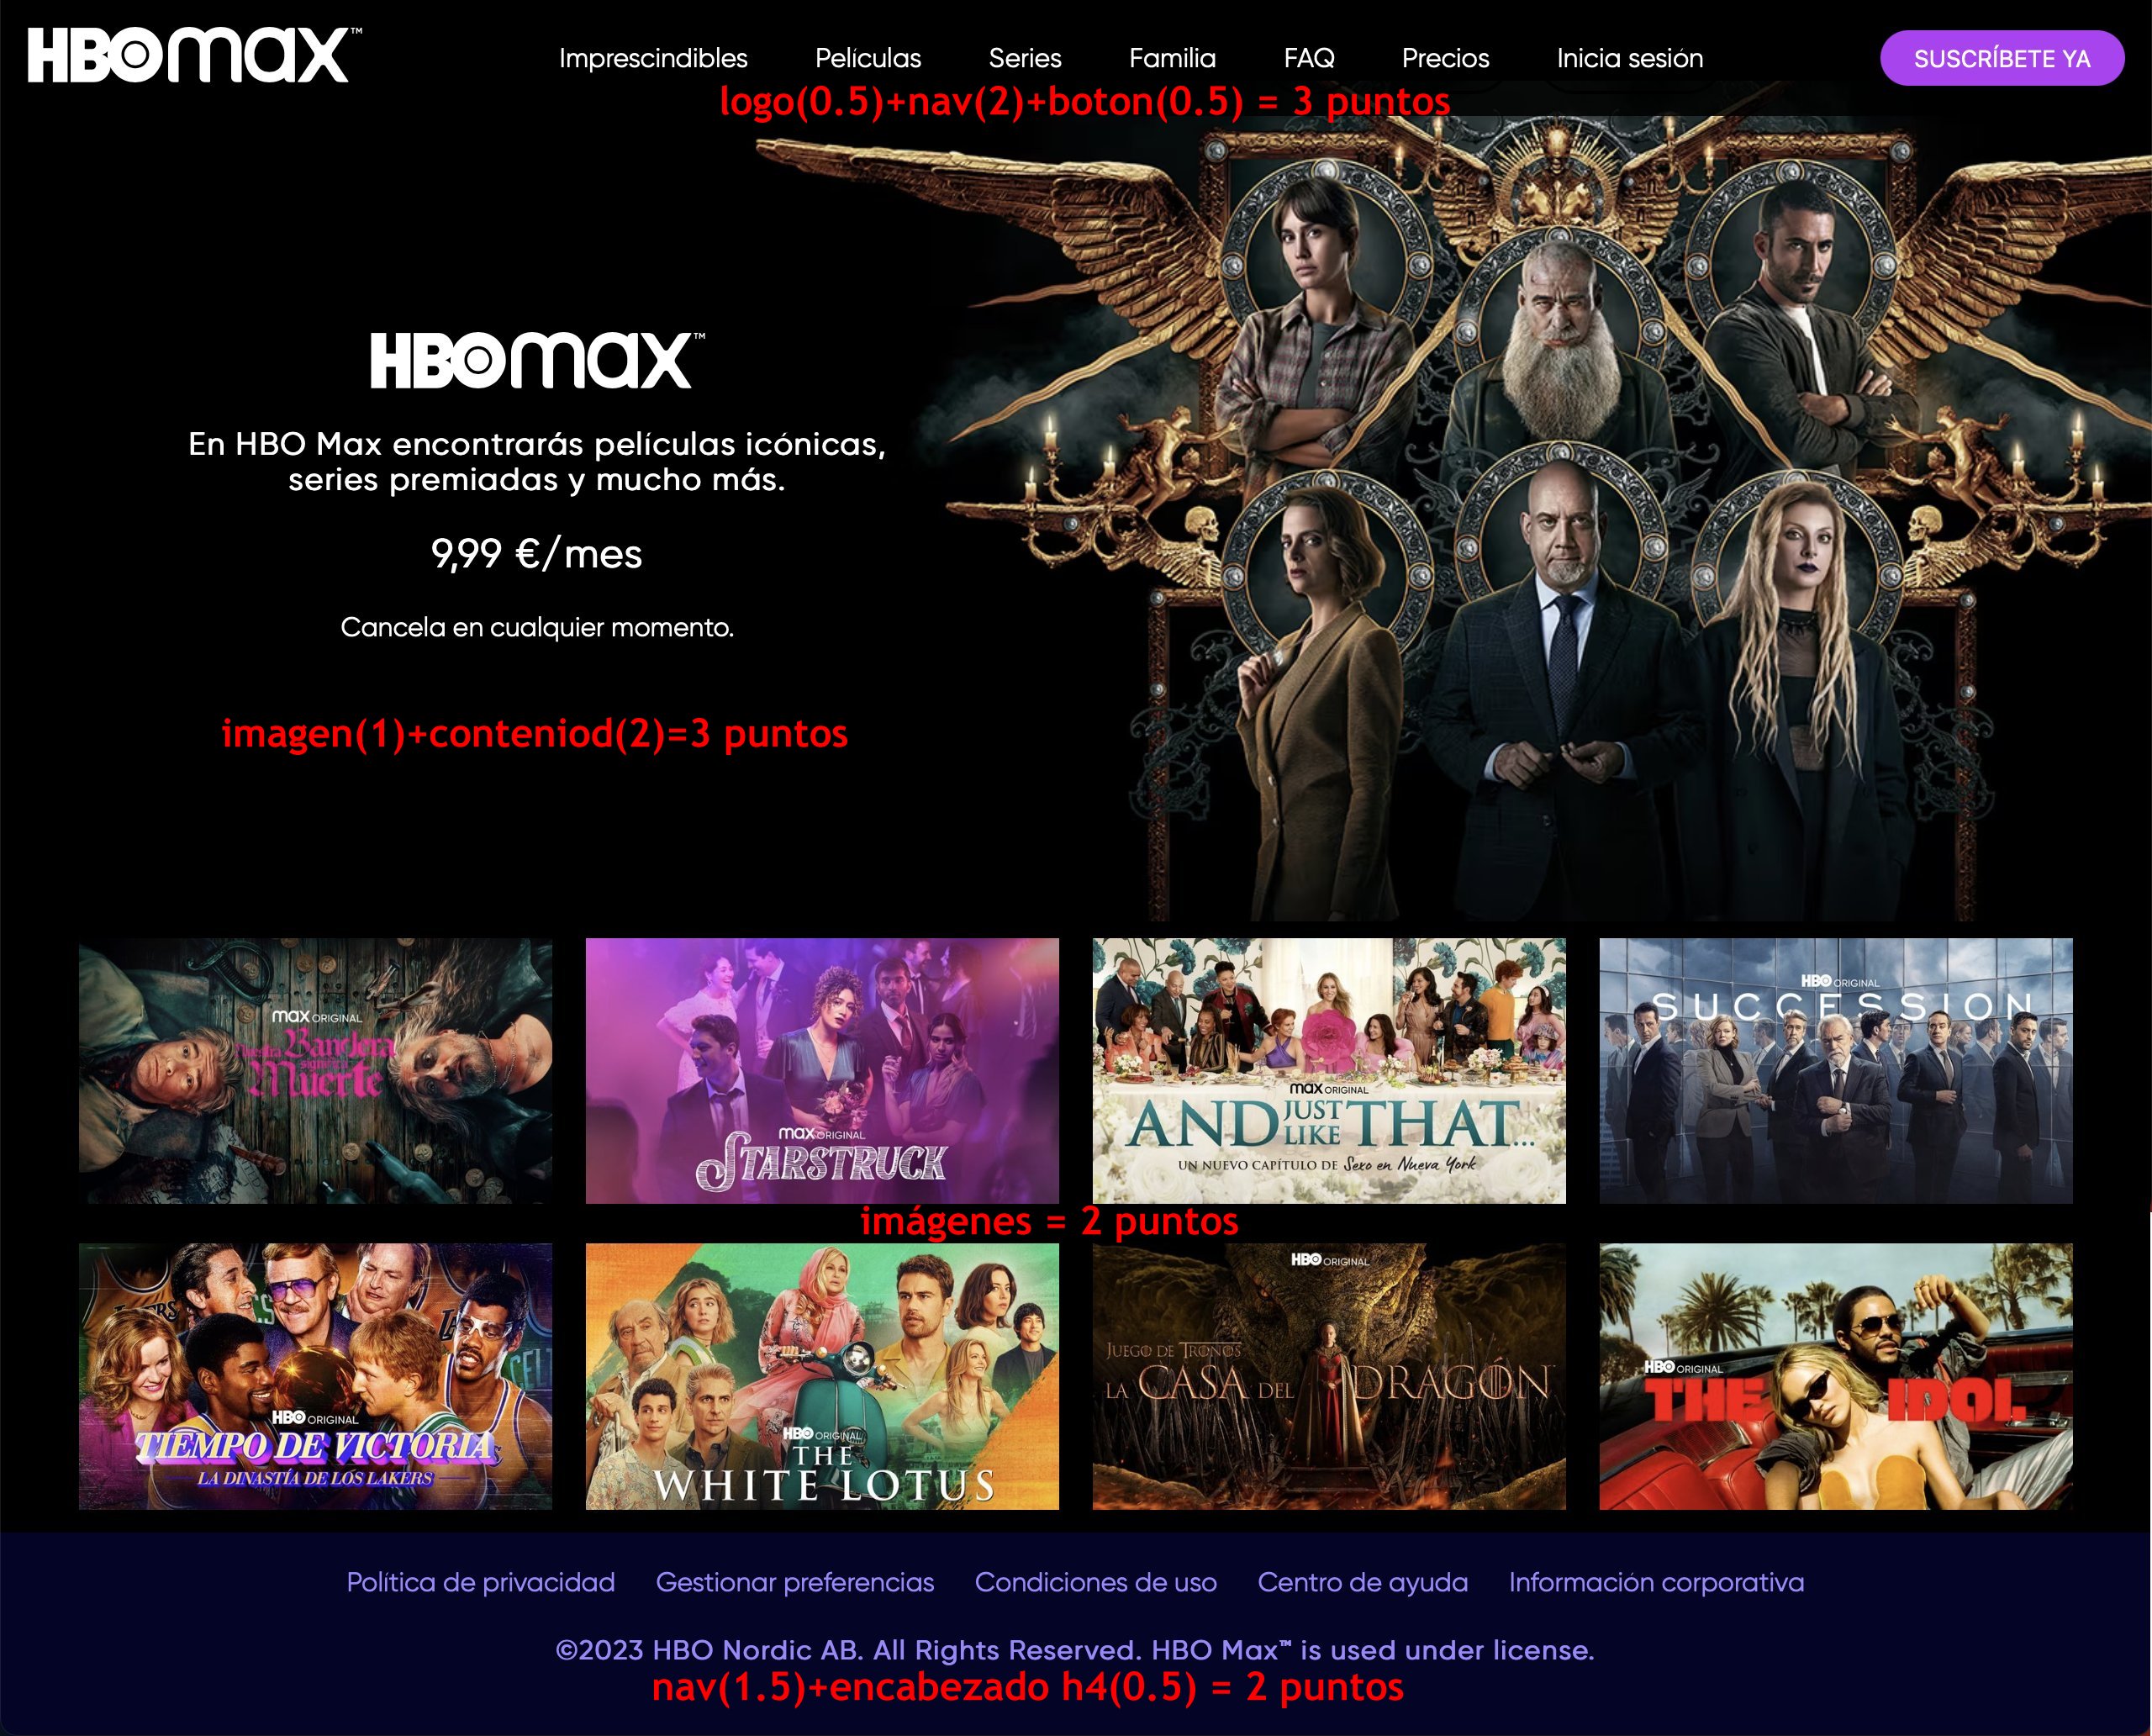 HBOmax™
Imprescindibles Películas Series Familia FAQ Precios Inicia sesión SUSCRÍBETE YA
logo(0.5)+nav(2)+boton(0.5) = 3 puntos
HBOmax™
En HBO Max encontrarás películas icónicas,
series premiadas y mucho más.
9,99 €/mes
Cancela en cualquier momento.
imagen(1)+conteniod(2)=3 puntos
max ORIGINAL
Nuestra Bandera
significa
Muerte
max ORIGINAL
STARSTRUCK
max ORIGINAL
AND JUST LIKE THAT...
UN NUEVO CAPÍTULO DE Sexo en Nueva York
HBO ORIGINAL
SUCCESSION
imágenes = 2 puntos
HBO ORIGINAL
TIEMPO DE VICTORIA
LA DINASTÍA DE LOS LAKERS
HBO ORIGINAL
THE
WHITE LOTUS
HBO ORIGINAL
JUEGO DE TRONOS
LA CASA DEL DRAGÓN
HBO ORIGINAL
THE IDOL
Política de privacidad Gestionar preferencias Condiciones de uso Centro de ayuda Información corporativa
©2023 HBO Nordic AB. All Rights Reserved. HBO Max™ is used under license.
nav(1.5)+encabezado h4(0.5) = 2 puntos